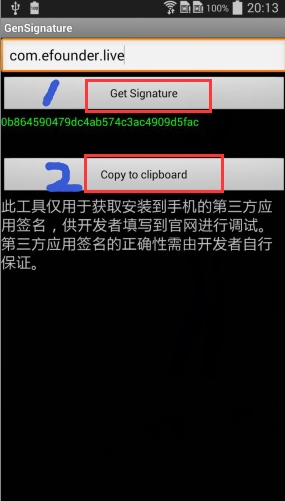 100% 20:13
GenSignature
com.efounder.live
1 Get Signature
0b864590479dc4ab574c3ac4909d5fac
2 Copy to clipboard
此工具仅用于获取安装到手机的第三方应
用签名，供开发者填写到官网进行调试。
第三方应用签名的正确性需由开发者自行
保证。